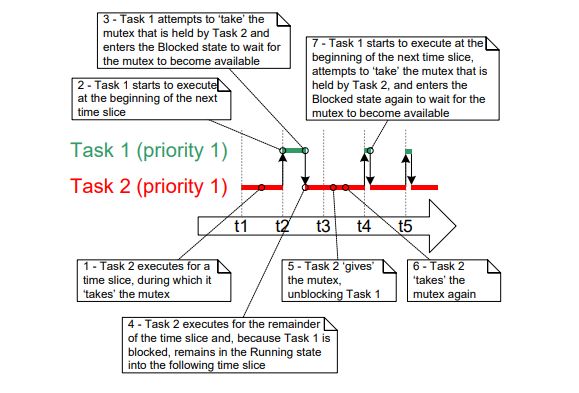 3 - Task 1 attempts to 'take' the
mutex that is held by Task 2 and
enters the Blocked state to wait for
the mutex to become available
7 - Task 1 starts to execute at the
beginning of the next time slice,
attempts to 'take' the mutex that is
held by Task 2, and enters the
Blocked state again to wait for the
mutex to become available
2 - Task 1 starts to execute
at the beginning of the next
time slice
Task 1 (priority 1)
Task 2 (priority 1)
t1 t2 t3 t4 t5
1 - Task 2 executes for a
time slice, during which it
'takes' the mutex
5 - Task 2 'gives'
the mutex,
unblocking Task 1
6 - Task 2
'takes' the
mutex again
4 - Task 2 executes for the remainder
of the time slice and, because Task 1 is
blocked, remains in the Running state
into the following time slice